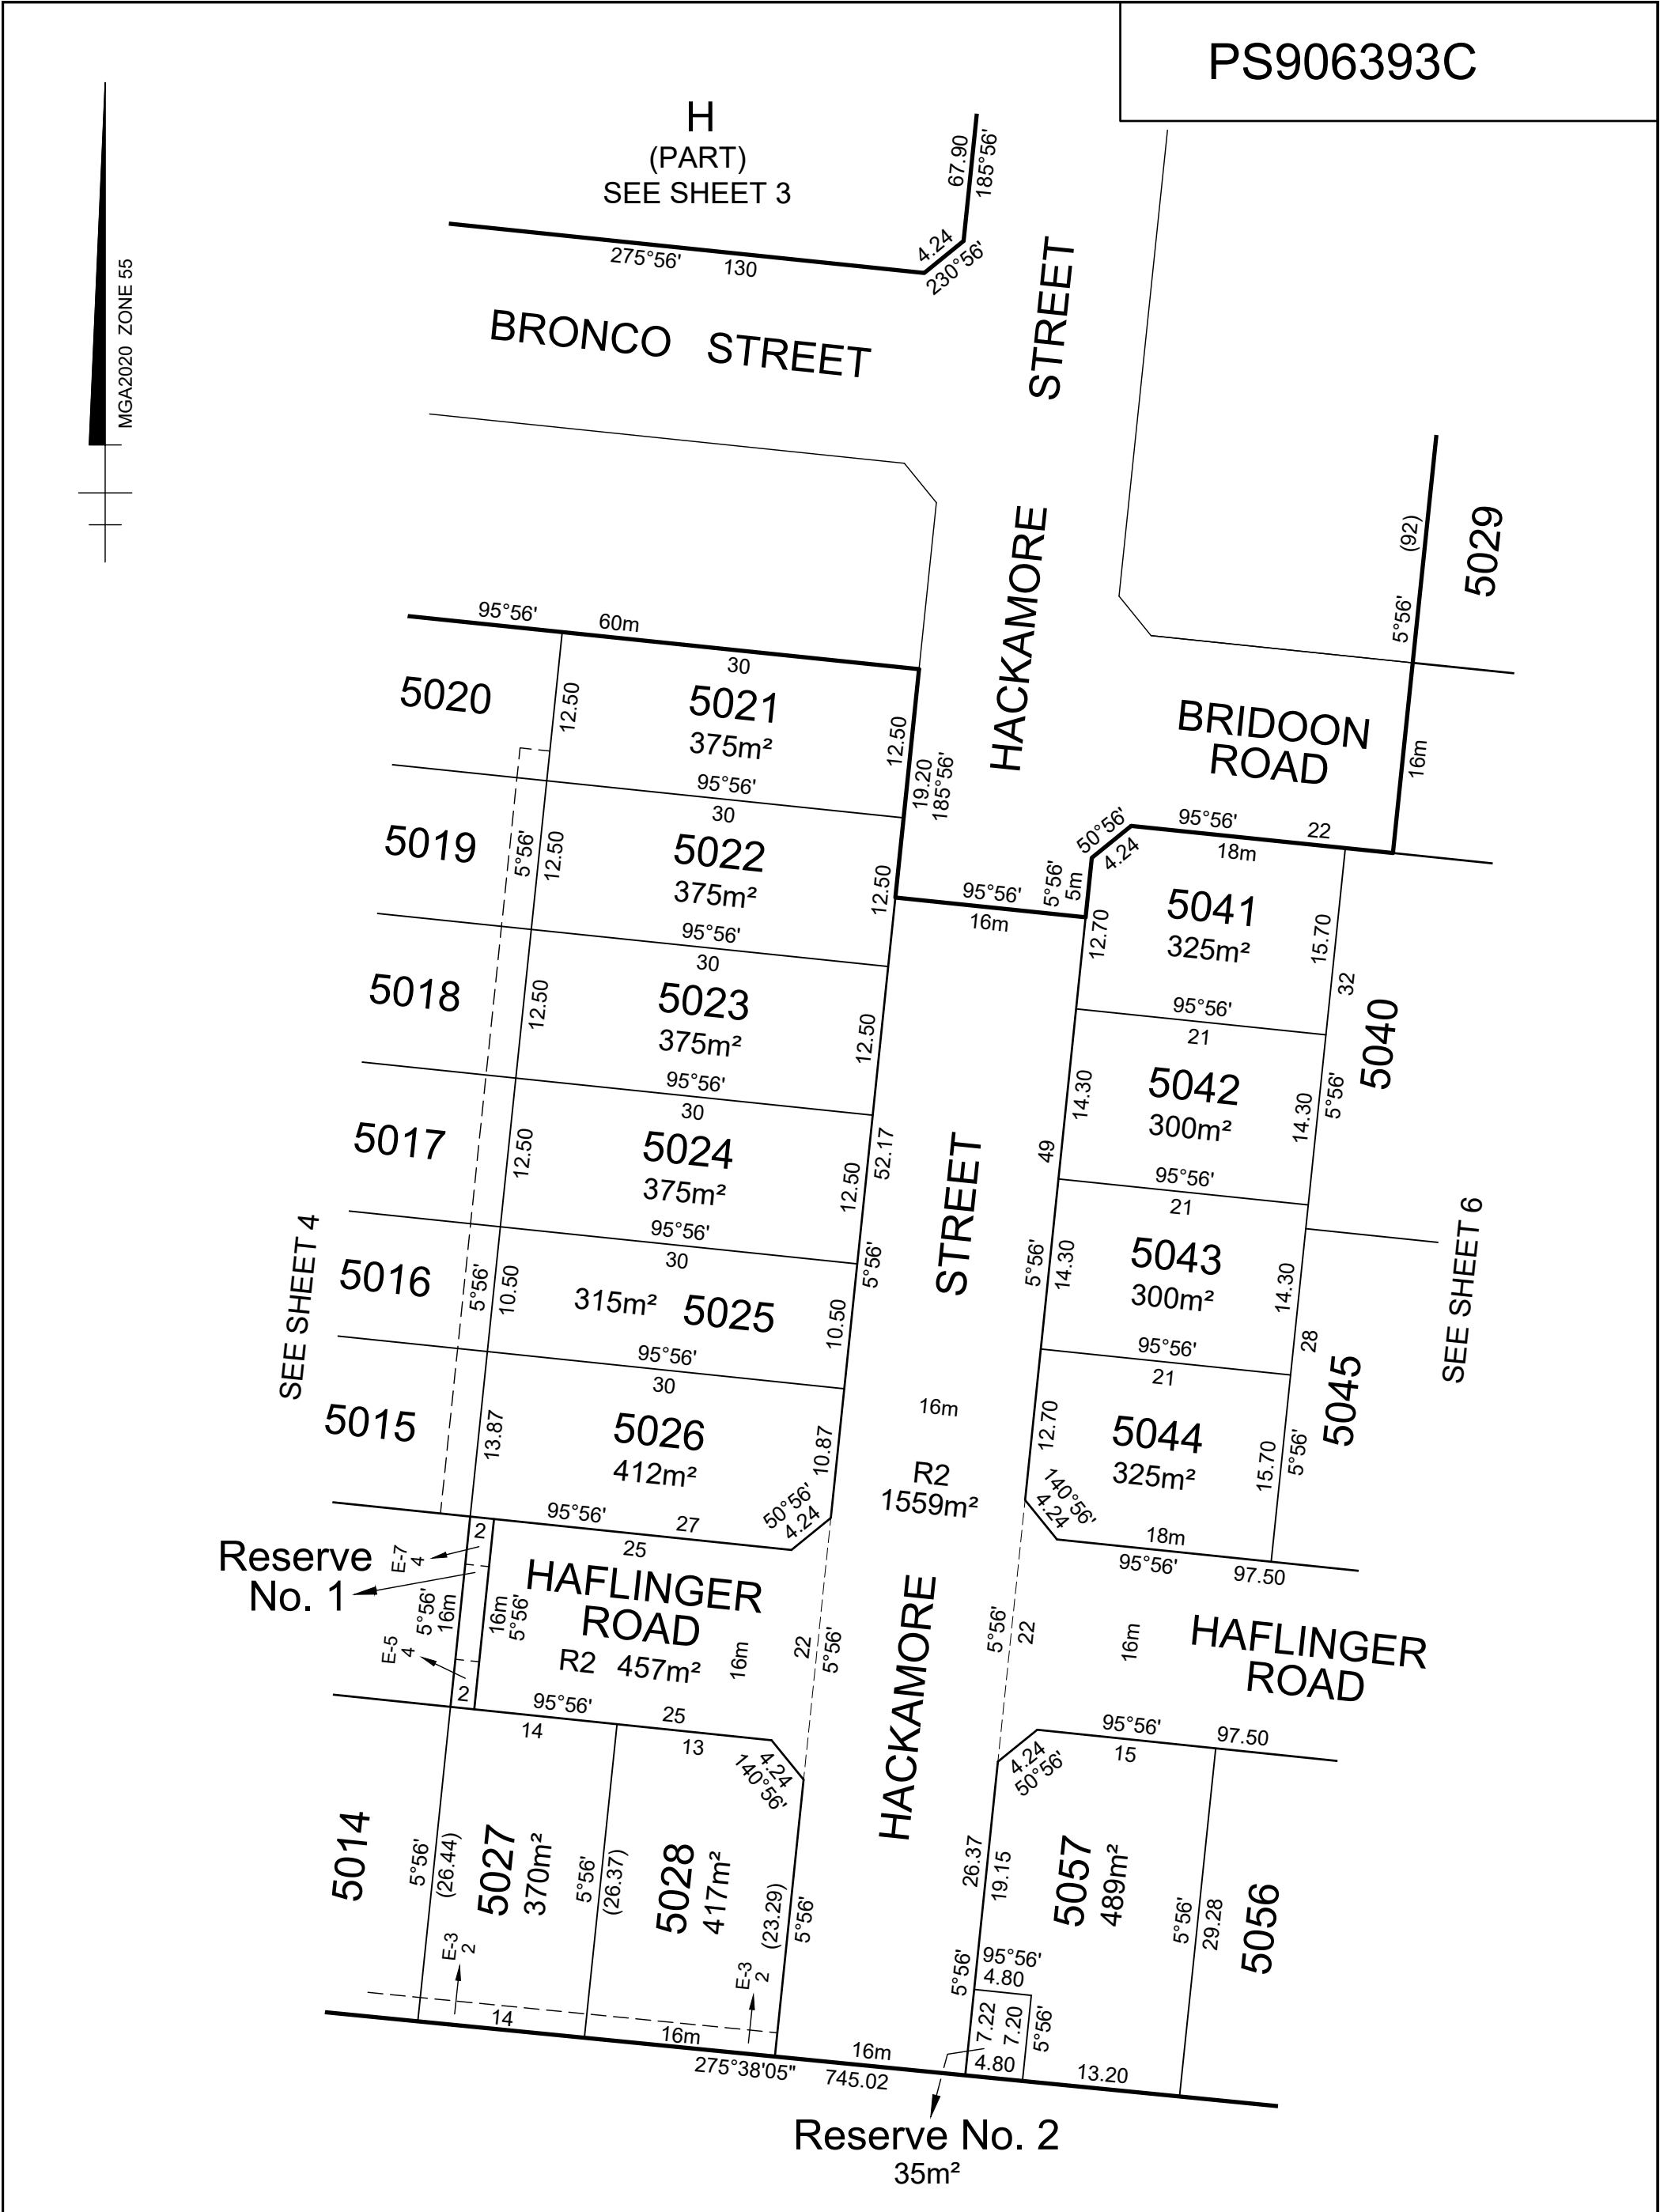 PS906393C
MGA2020 ZONE 55
H
(PART)
SEE SHEET 3
67.90
185°56'
4.24
230°56'
275°56' 130
BRONCO STREET
STREET
HACKAMORE
(92)
5°56'
5029
95°56' 60m
30
5020
12.50
5021
375m²
12.50
19.20
185°56'
BRIDOON
ROAD
16m
95°56'
30
5019
5°56'
12.50
5022
375m²
12.50
95°56'
16m
5°56'
5m
50°56'
4.24
95°56' 22
18m
5041
325m²
12.70
15.70
32
5040
95°56'
30
5018
12.50
5023
375m²
12.50
95°56'
21
5042
300m²
14.30
14.30
5°56'
95°56'
30
5017
12.50
5024
375m²
12.50
52.17
49
STREET
95°56'
21
5043
300m²
5°56'
14.30
14.30
28
SEE SHEET 4
SEE SHEET 6
95°56'
30
5016
5°56'
10.50
315m² 5025
10.50
5°56'
95°56'
30
5015
13.87
5026
412m²
10.87
50°56'
4.24
16m
R2
1559m²
95°56'
21
5044
325m²
12.70
15.70
5°56'
5045
140°56'
4.24
18m
95°56' 97.50
95°56' 27
25
2
E-7
4
Reserve
No. 1
5°56'
16m
16m
5°56'
E-5
4
2
HAFLINGER
ROAD
R2 457m²
16m
22
5°56'
HACKAMORE
5°56'
22
16m
HAFLINGER
ROAD
95°56' 25
14
13
4.24
140°56'
4.24
50°56'
95°56' 97.50
15
5014
5°56'
(26.44)
5027
370m²
5°56'
(26.37)
5028
417m²
(23.29)
5°56'
E-3
2
E-3
2
26.37
19.15
5057
489m²
5°56'
29.28
5056
5°56'
95°56'
4.80
7.22
7.20
5°56'
4.80
13.20
14
16m
16m
275°38'05" 745.02
Reserve No. 2
35m²